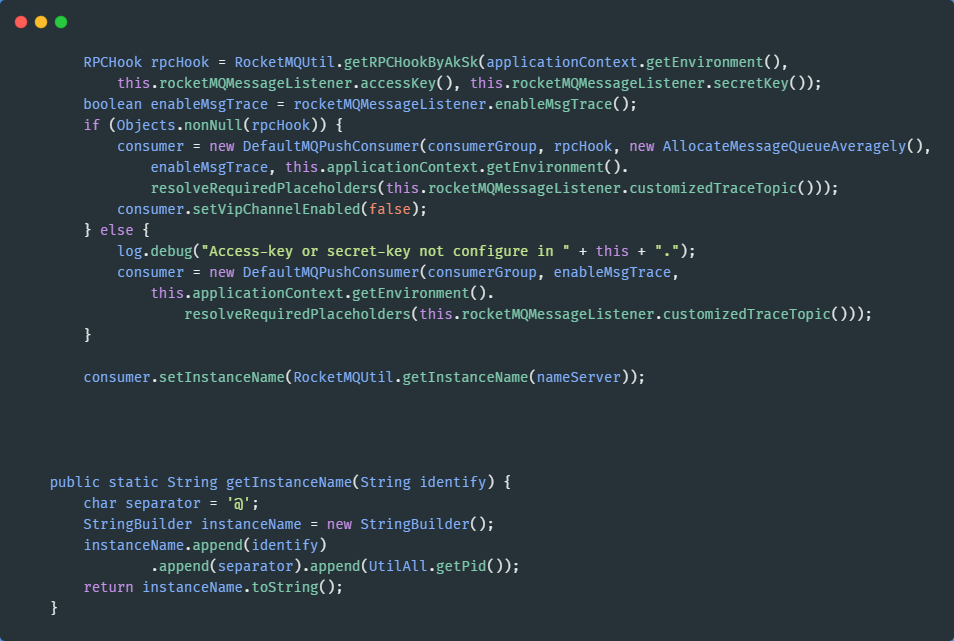 RPCHook rpcHook = RocketMQUtil.getRPCHookByAkSk(applicationContext.getEnvironment(),
this.rocketMQMessageListener.accessKey(), this.rocketMQMessageListener.secretKey());
boolean enableMsgTrace = rocketMQMessageListener.enableMsgTrace();
if (Objects.nonNull(rpcHook)) {
consumer = new DefaultMQPushConsumer(consumerGroup, rpcHook, new AllocateMessageQueueAveragely(),
enableMsgTrace, this.applicationContext.getEnvironment().
resolveRequiredPlaceholders(this.rocketMQMessageListener.customizedTraceTopic()));
consumer.setVipChannelEnabled(false);
} else {
log.debug("Access-key or secret-key not configure in " + this + ".");
consumer = new DefaultMQPushConsumer(consumerGroup, enableMsgTrace,
this.applicationContext.getEnvironment().
resolveRequiredPlaceholders(this.rocketMQMessageListener.customizedTraceTopic()));
}
consumer.setInstanceName(RocketMQUtil.getInstanceName(nameServer));
public static String getInstanceName(String identify) {
char separator = '@';
StringBuilder instanceName = new StringBuilder();
instanceName.append(identify)
.append(separator).append(UtilAll.getPid());
return instanceName.toString();
}